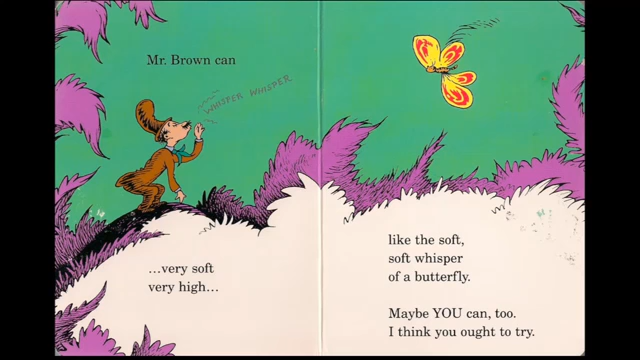 Mr. Brown can
WHISPER WHISPER
...very soft
very high...
like the soft,
soft whisper
of a butterfly.
Maybe YOU can, too.
I think you ought to try.